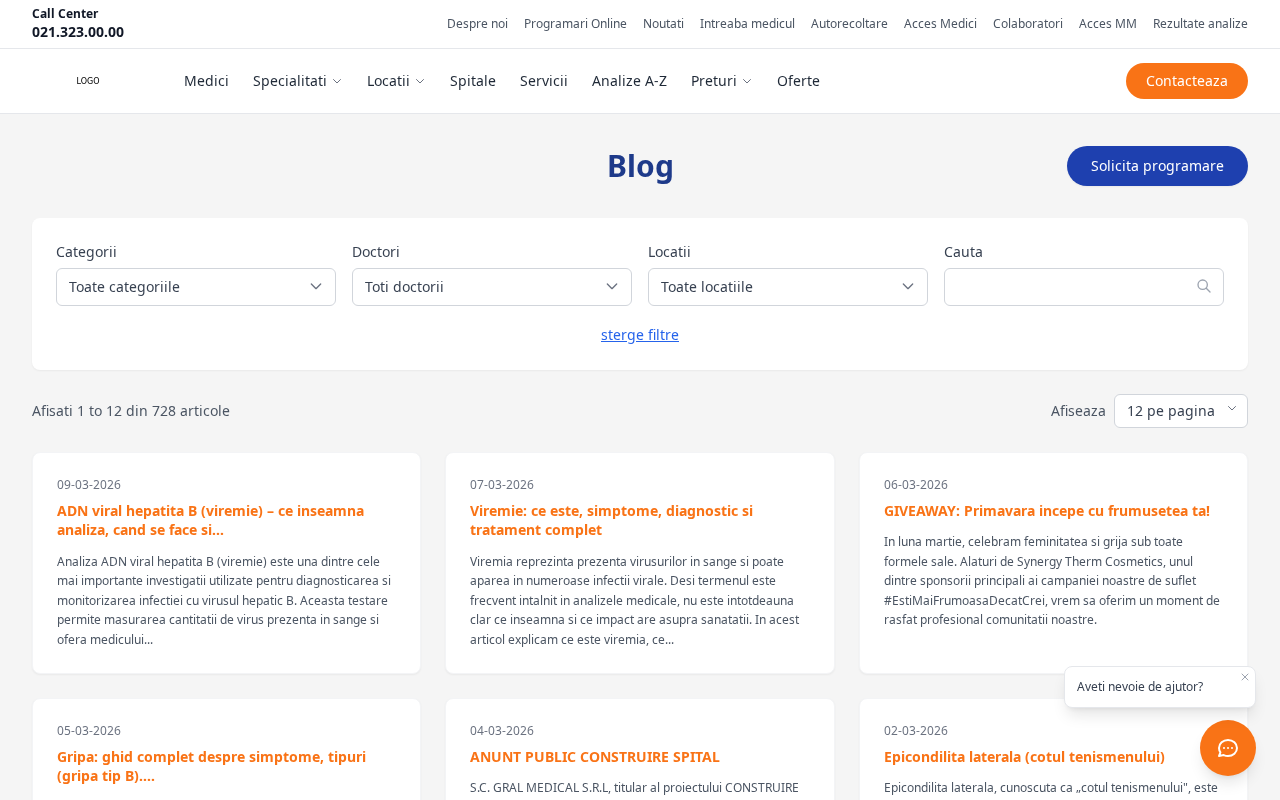 Call Center
021.323.00.00
Despre noi
Programari Online
Noutati
Intreaba medicul
Autorecoltare
Acces Medici
Colaboratori
Acces MM
Rezultate analize
LOGO
Medici
Specialitati
Locatii
Spitale
Servicii
Analize A-Z
Preturi
Oferte
Contacteaza
Blog
Solicita programare
Categorii
Toate categoriile
Doctori
Toti doctorii
Locatii
Toate locatiile
Cauta
sterge filtre
Afisati 1 to 12 din 728 articole
Afiseaza
12 pe pagina
09-03-2026
ADN viral hepatita B (viremie) – ce inseamna
analiza, cand se face si...
Analiza ADN viral hepatita B (viremie) este una dintre cele
mai importante investigatii utilizate pentru diagnosticarea si
monitorizarea infectiei cu virusul hepatic B. Aceasta testare
permite masurarea cantitatii de virus prezenta in sange si
ofera medicului...
07-03-2026
Viremie: ce este, simptome, diagnostic si
tratament complet
Viremia reprezinta prezenta virusurilor in sange si poate
aparea in numeroase infectii virale. Desi termenul este
frecvent intalnit in analizele medicale, nu este intotdeauna
clar ce inseamna si ce impact are asupra sanatatii. In acest
articol explicam ce este viremia, ce...
06-03-2026
GIVEAWAY: Primavara incepe cu frumusetea ta!
In luna martie, celebram feminitatea si grija sub toate
formele sale. Alaturi de Synergy Therm Cosmetics, unul
dintre sponsorii principali ai campaniei noastre de suflet
#EstiMaiFrumoasaDecatCrei, vrem sa oferim un moment de
rasfat profesional comunitatii noastre.
Aveti nevoie de ajutor?
05-03-2026
Gripa: ghid complet despre simptome, tipuri
(gripa tip B)....
04-03-2026
ANUNT PUBLIC CONSTRUIRE SPITAL
S.C. GRAL MEDICAL S.R.L, titular al proiectului CONSTRUIRE
02-03-2026
Epicondilita laterala (cotul tenismenului)
Epicondilita laterala, cunoscuta ca „cotul tenismenului", este